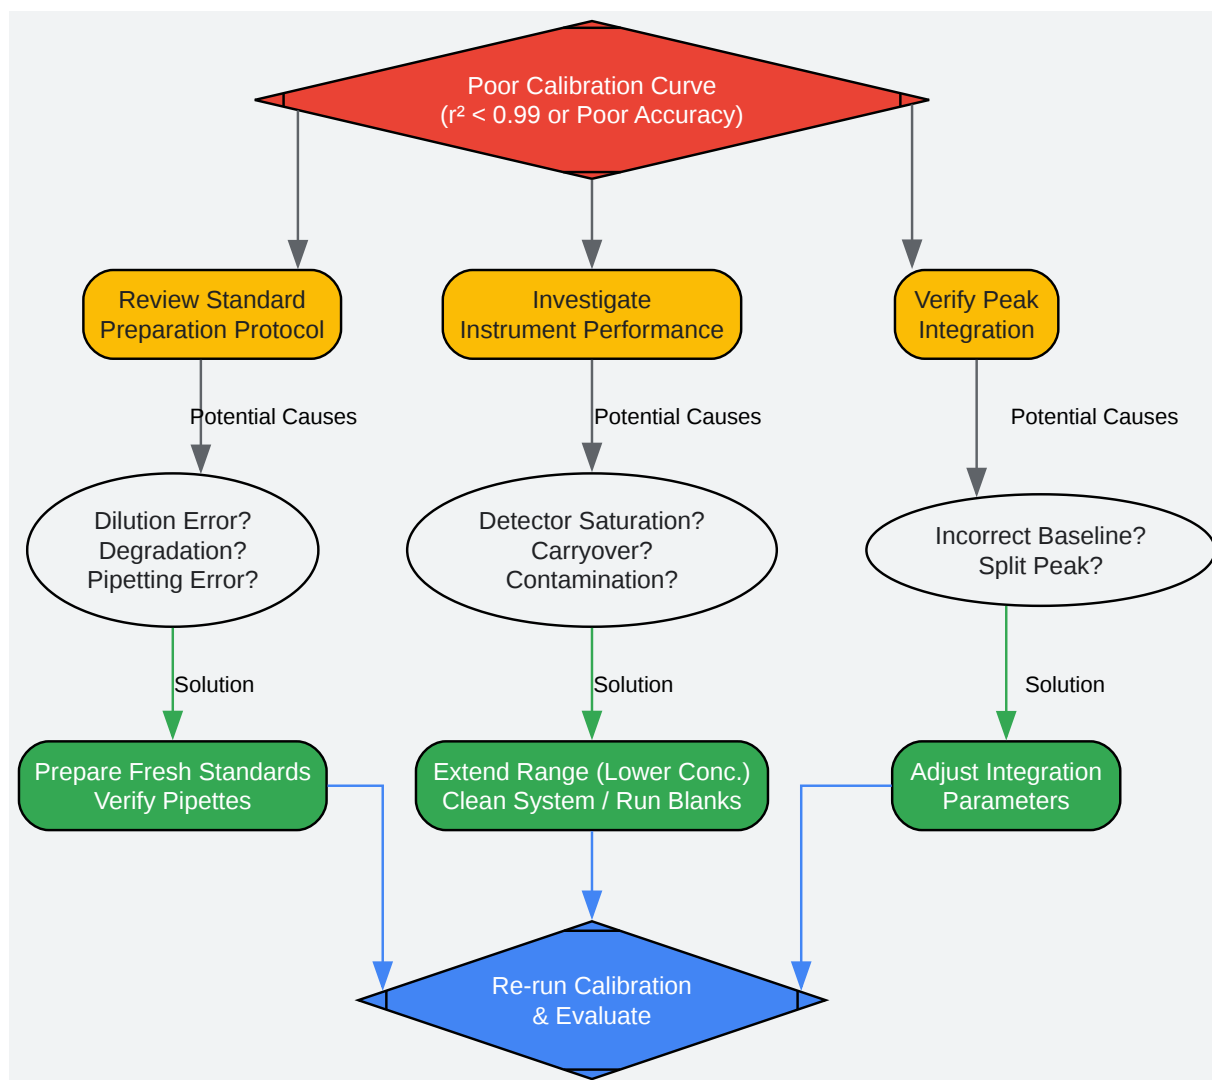 Poor Calibration Curve
(r² < 0.99 or Poor Accuracy)
Review Standard
Preparation Protocol
Investigate
Instrument Performance
Verify Peak
Integration
Potential Causes
Potential Causes
Potential Causes
Dilution Error?
Degradation?
Pipetting Error?
Detector Saturation?
Carryover?
Contamination?
Incorrect Baseline?
Split Peak?
Solution
Solution
Solution
Prepare Fresh Standards
Verify Pipettes
Extend Range (Lower Conc.)
Clean System / Run Blanks
Adjust Integration
Parameters
Re-run Calibration
& Evaluate